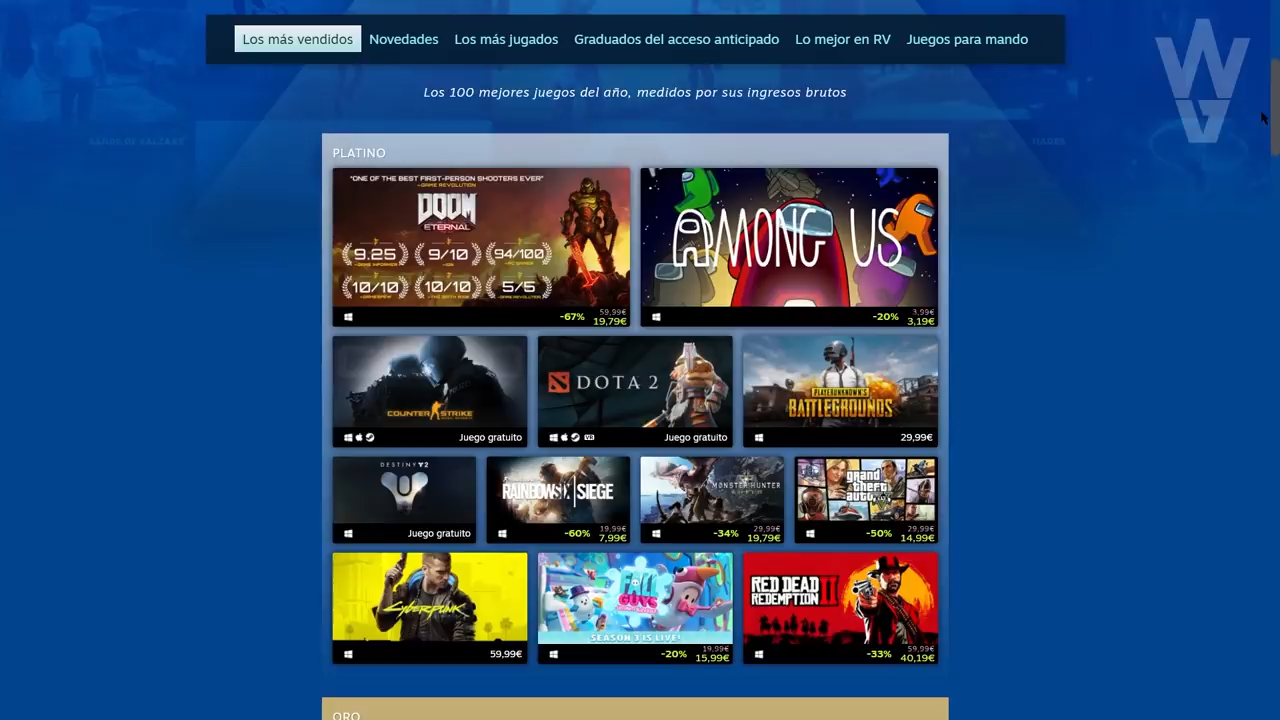 Los más vendidos Novedades Los más jugados Graduados del acceso anticipado Lo mejor en RV Juegos para mando
Los 100 mejores juegos del año, medidos por sus ingresos brutos
PLATINO
"ONE OF THE BEST FIRST-PERSON SHOOTERS EVER"
-GAME REVOLUTION
DOOM
ETERNAL
9.25 9/10 94/100
10/10 10/10 5/5
-67% 59,99€
19,79€
AMONG US
-20% 3,99€
3,19€
COUNTER STRIKE
Juego gratuito
DOTA 2
VR
Juego gratuito
PLAYERUNKNOWN'S
BATTLEGROUNDS
29,99€
DESTINY 2
Juego gratuito
RAINBOW SIX | SIEGE
-60% 19,99€
7,99€
MONSTER HUNTER
-34% 29,99€
19,79€
grand
theft
auto
-50% 29,99€
14,99€
Cyberpunk
59,99€
FALL
GUYS
SEASON 3 IS LIVE!
-20% 19,99€
15,99€
RED DEAD
REDEMPTION II
-33% 59,99€
40,19€
ORO
WG